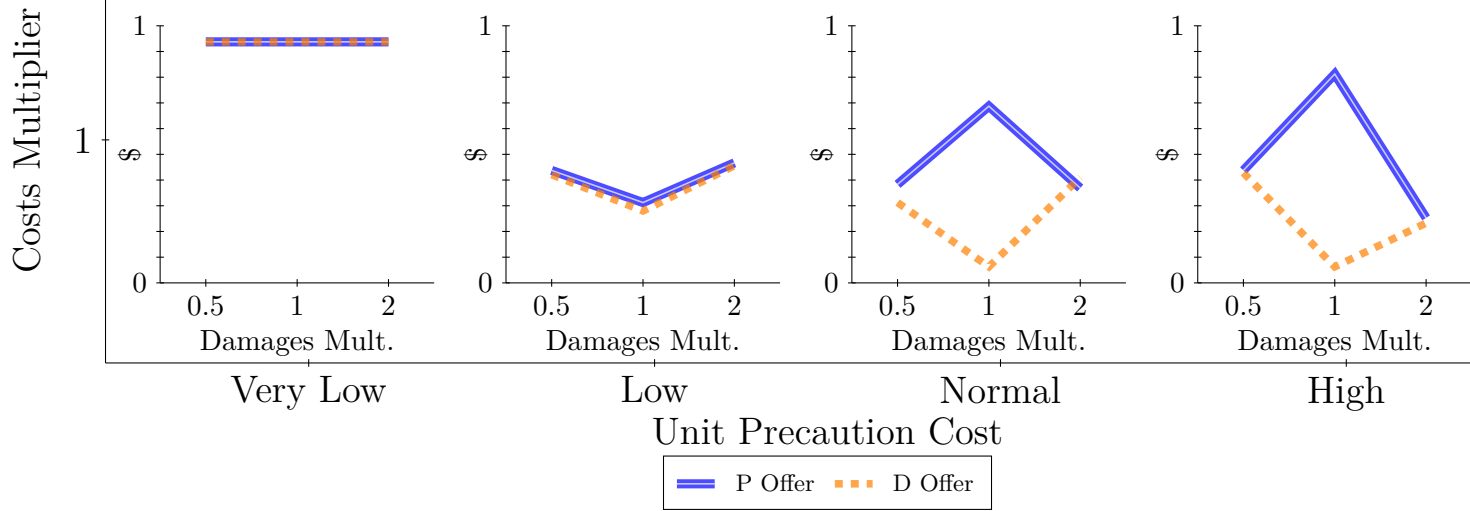 Costs Multiplier
1
1
$
0
0.5 1 2
Damages Mult.
1
$
0
0.5 1 2
Damages Mult.
1
$
0
0.5 1 2
Damages Mult.
1
$
0
0.5 1 2
Damages Mult.
Very Low Low Normal High
Unit Precaution Cost
P Offer D Offer